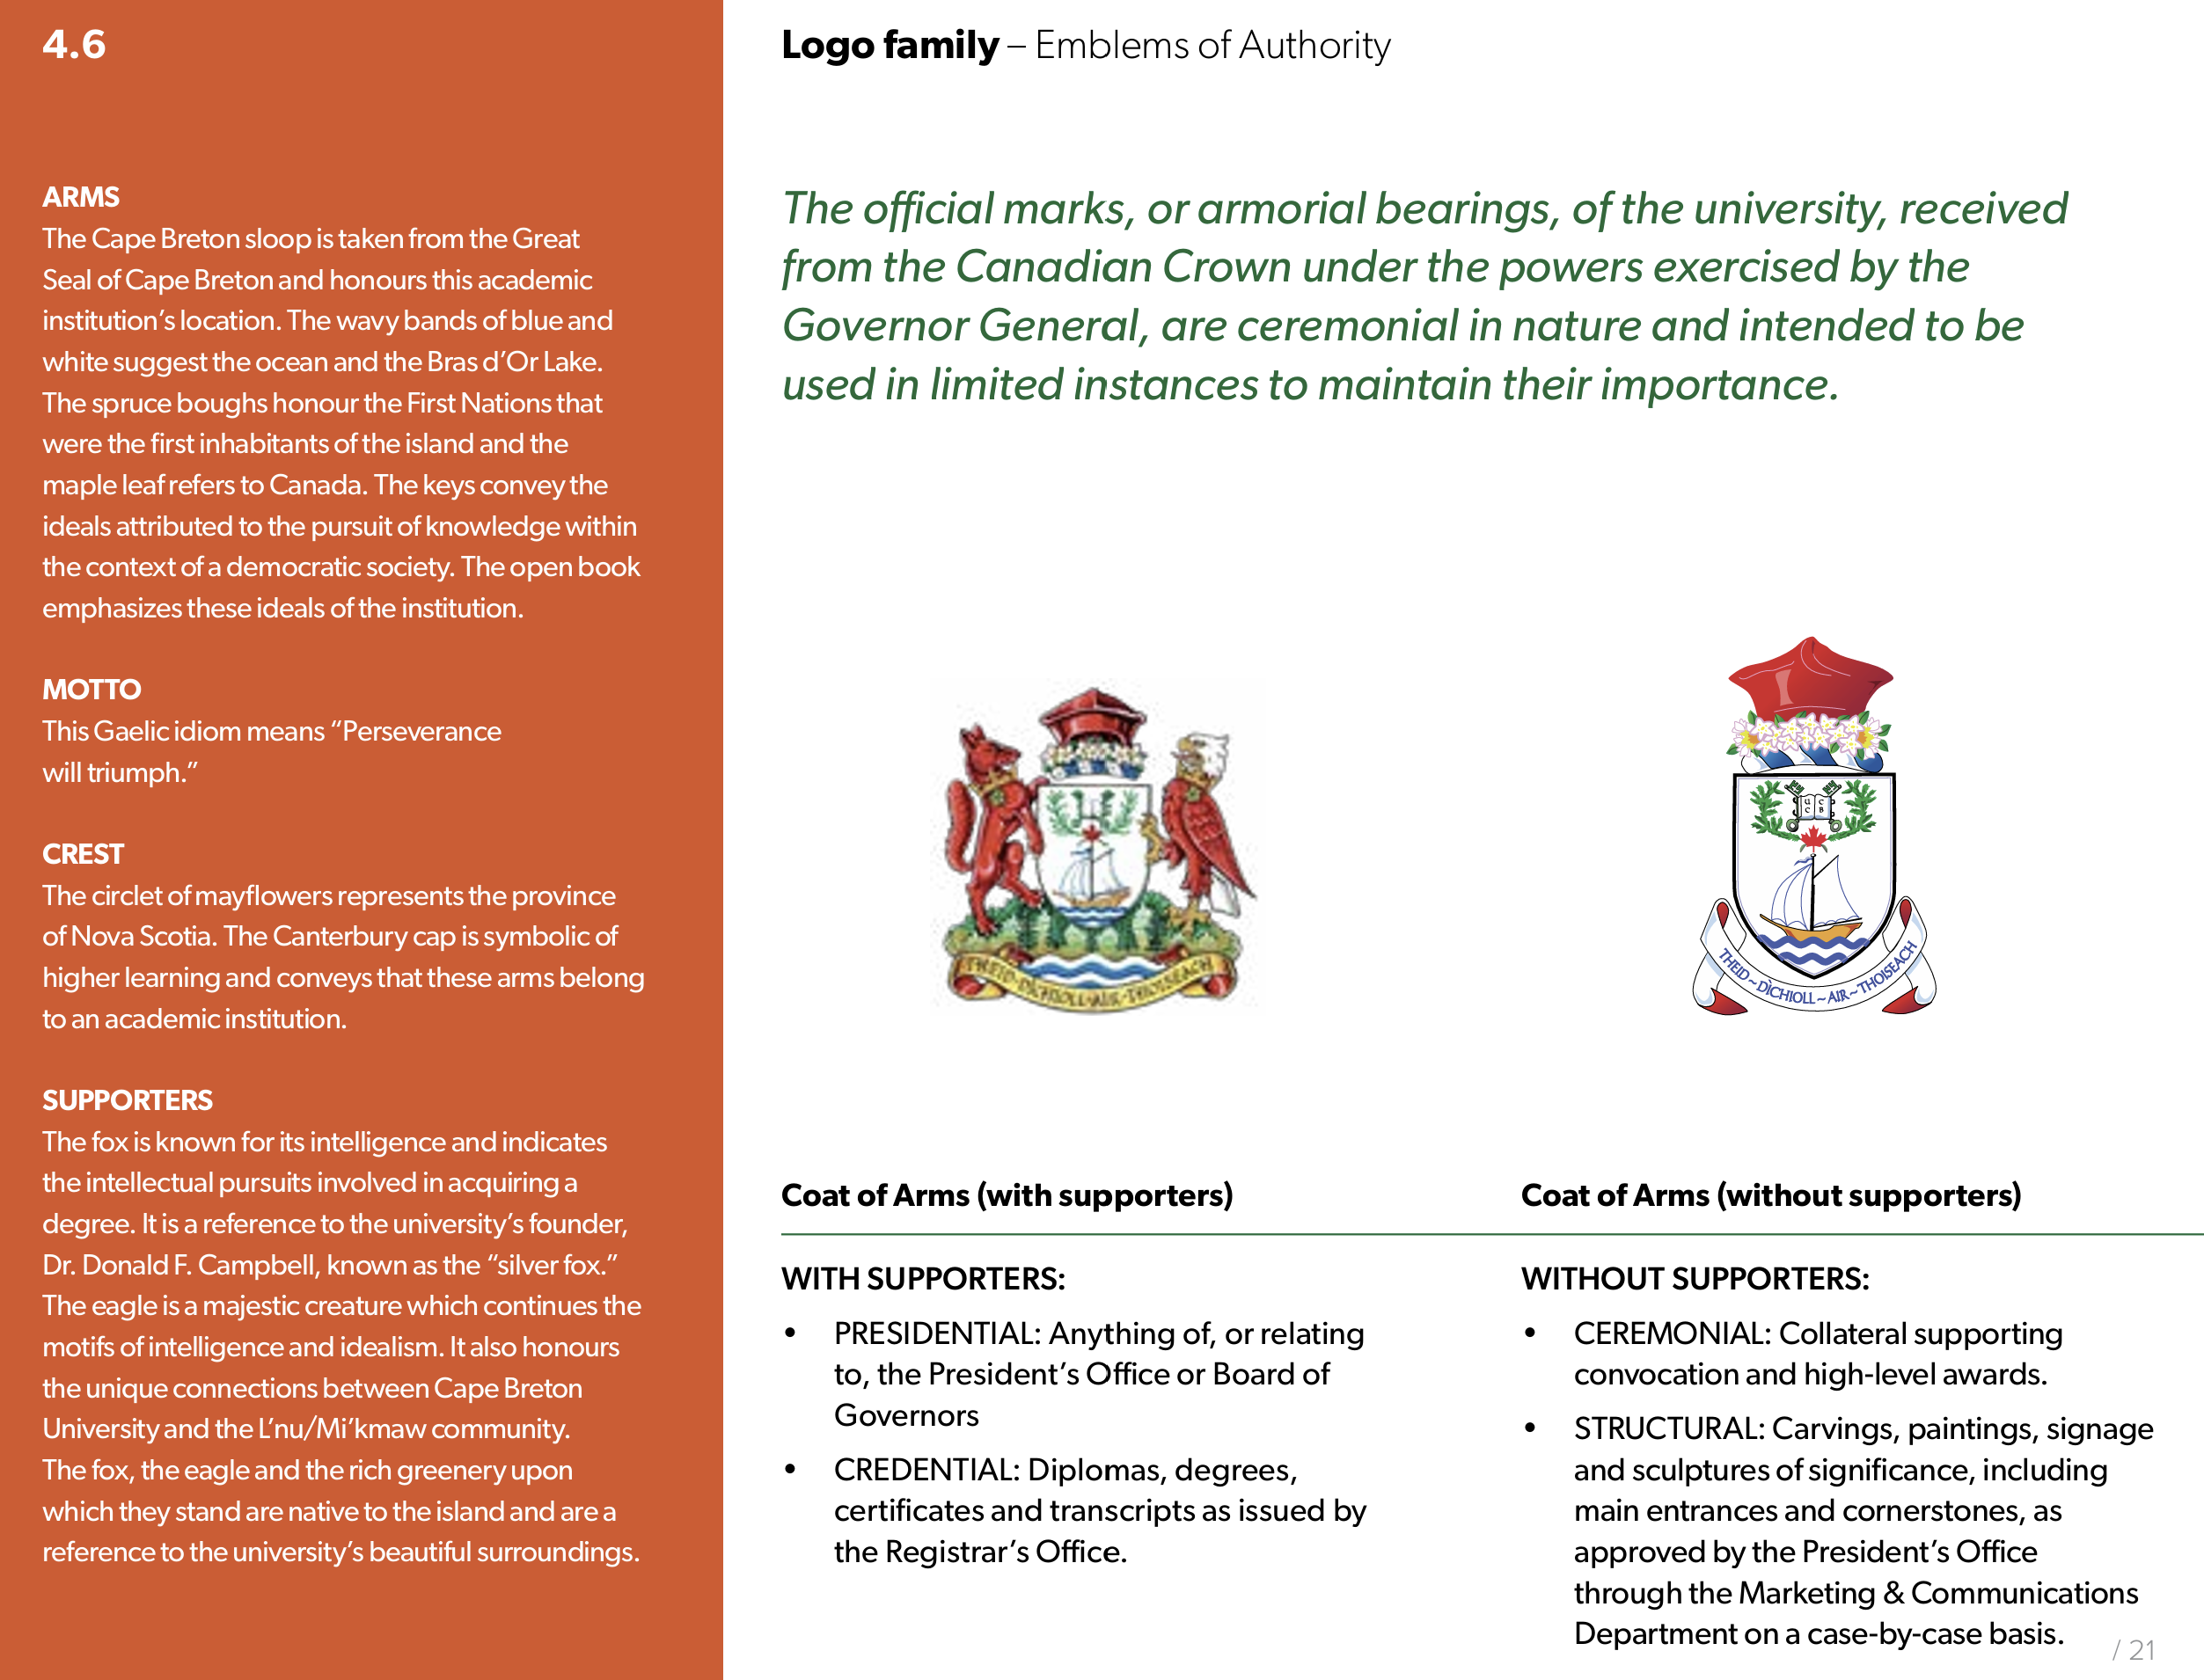 4.6
ARMS
The Cape Breton sloop is taken from the Great
Seal of Cape Breton and honours this academic
institution’s location. The wavy bands of blue and
white suggest the ocean and the Bras d’Or Lake.
The spruce boughs honour the First Nations that
were the first inhabitants of the island and the
maple leaf refers to Canada. The keys convey the
ideals attributed to the pursuit of knowledge within
the context of a democratic society. The open book
emphasizes these ideals of the institution.
MOTTO
This Gaelic idiom means “Perseverance
will triumph.”
CREST
The circlet of mayflowers represents the province
of Nova Scotia. The Canterbury cap is symbolic of
higher learning and conveys that these arms belong
to an academic institution.
SUPPORTERS
The fox is known for its intelligence and indicates
the intellectual pursuits involved in acquiring a
degree. It is a reference to the university’s founder,
Dr. Donald F. Campbell, known as the “silver fox.”
The eagle is a majestic creature which continues the
motifs of intelligence and idealism. It also honours
the unique connections between Cape Breton
University and the L’nu/Mi’kmaw community.
The fox, the eagle and the rich greenery upon
which they stand are native to the island and are a
reference to the university’s beautiful surroundings.
Logo family – Emblems of Authority
The official marks, or armorial bearings, of the university, received
from the Canadian Crown under the powers exercised by the
Governor General, are ceremonial in nature and intended to be
used in limited instances to maintain their importance.
THEID DICHIOLL-AIR-THOISEACH
U C
C B
THEID~DÌCHIOLL~AIR~THOISEACH
Coat of Arms (with supporters)
WITH SUPPORTERS:
• PRESIDENTIAL: Anything of, or relating
to, the President’s Office or Board of
Governors
• CREDENTIAL: Diplomas, degrees,
certificates and transcripts as issued by
the Registrar’s Office.
Coat of Arms (without supporters)
WITHOUT SUPPORTERS:
• CEREMONIAL: Collateral supporting
convocation and high-level awards.
• STRUCTURAL: Carvings, paintings, signage
and sculptures of significance, including
main entrances and cornerstones, as
approved by the President’s Office
through the Marketing & Communications
Department on a case-by-case basis.
/ 21